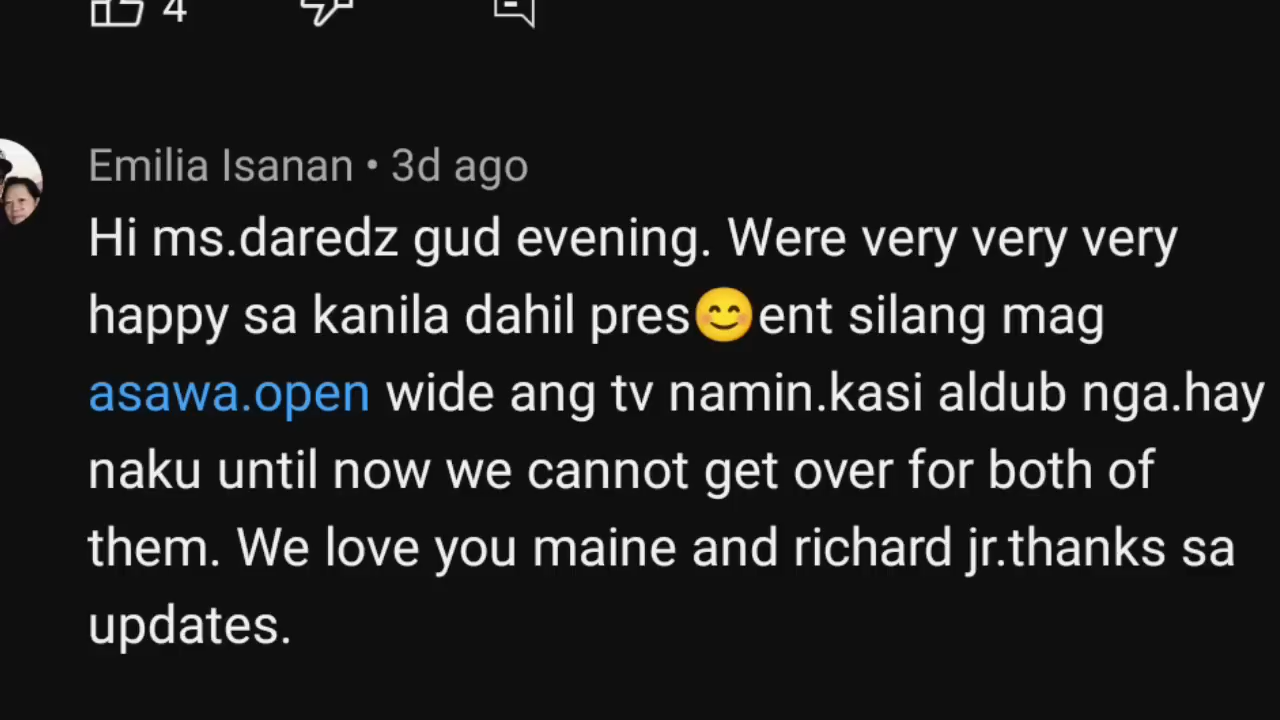 4
Emilia Isanan • 3d ago
Hi ms.daredz gud evening. Were very very very
happy sa kanila dahil pres😊ent silang mag
asawa.open wide ang tv namin.kasi aldub nga.hay
naku until now we cannot get over for both of
them. We love you maine and richard jr.thanks sa
updates.